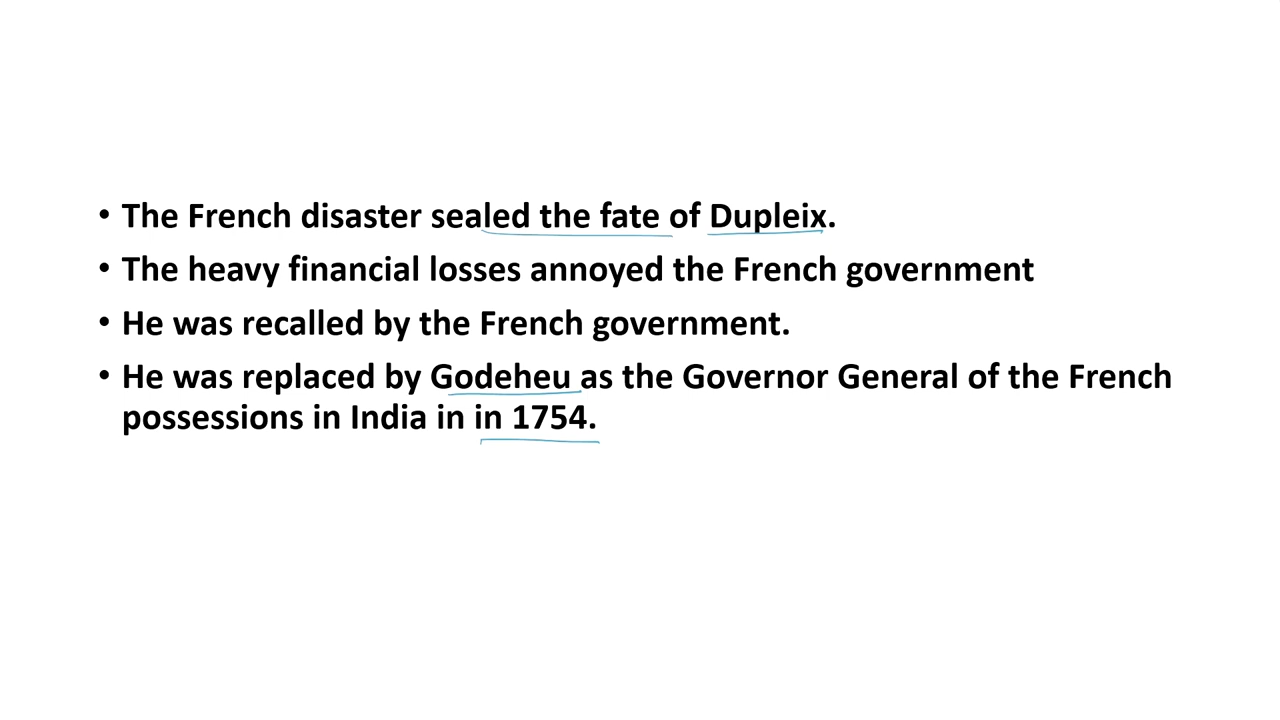 • The French disaster sealed the fate of Dupleix.
• The heavy financial losses annoyed the French government
• He was recalled by the French government.
• He was replaced by Godeheu as the Governor General of the French
possessions in India in in 1754.